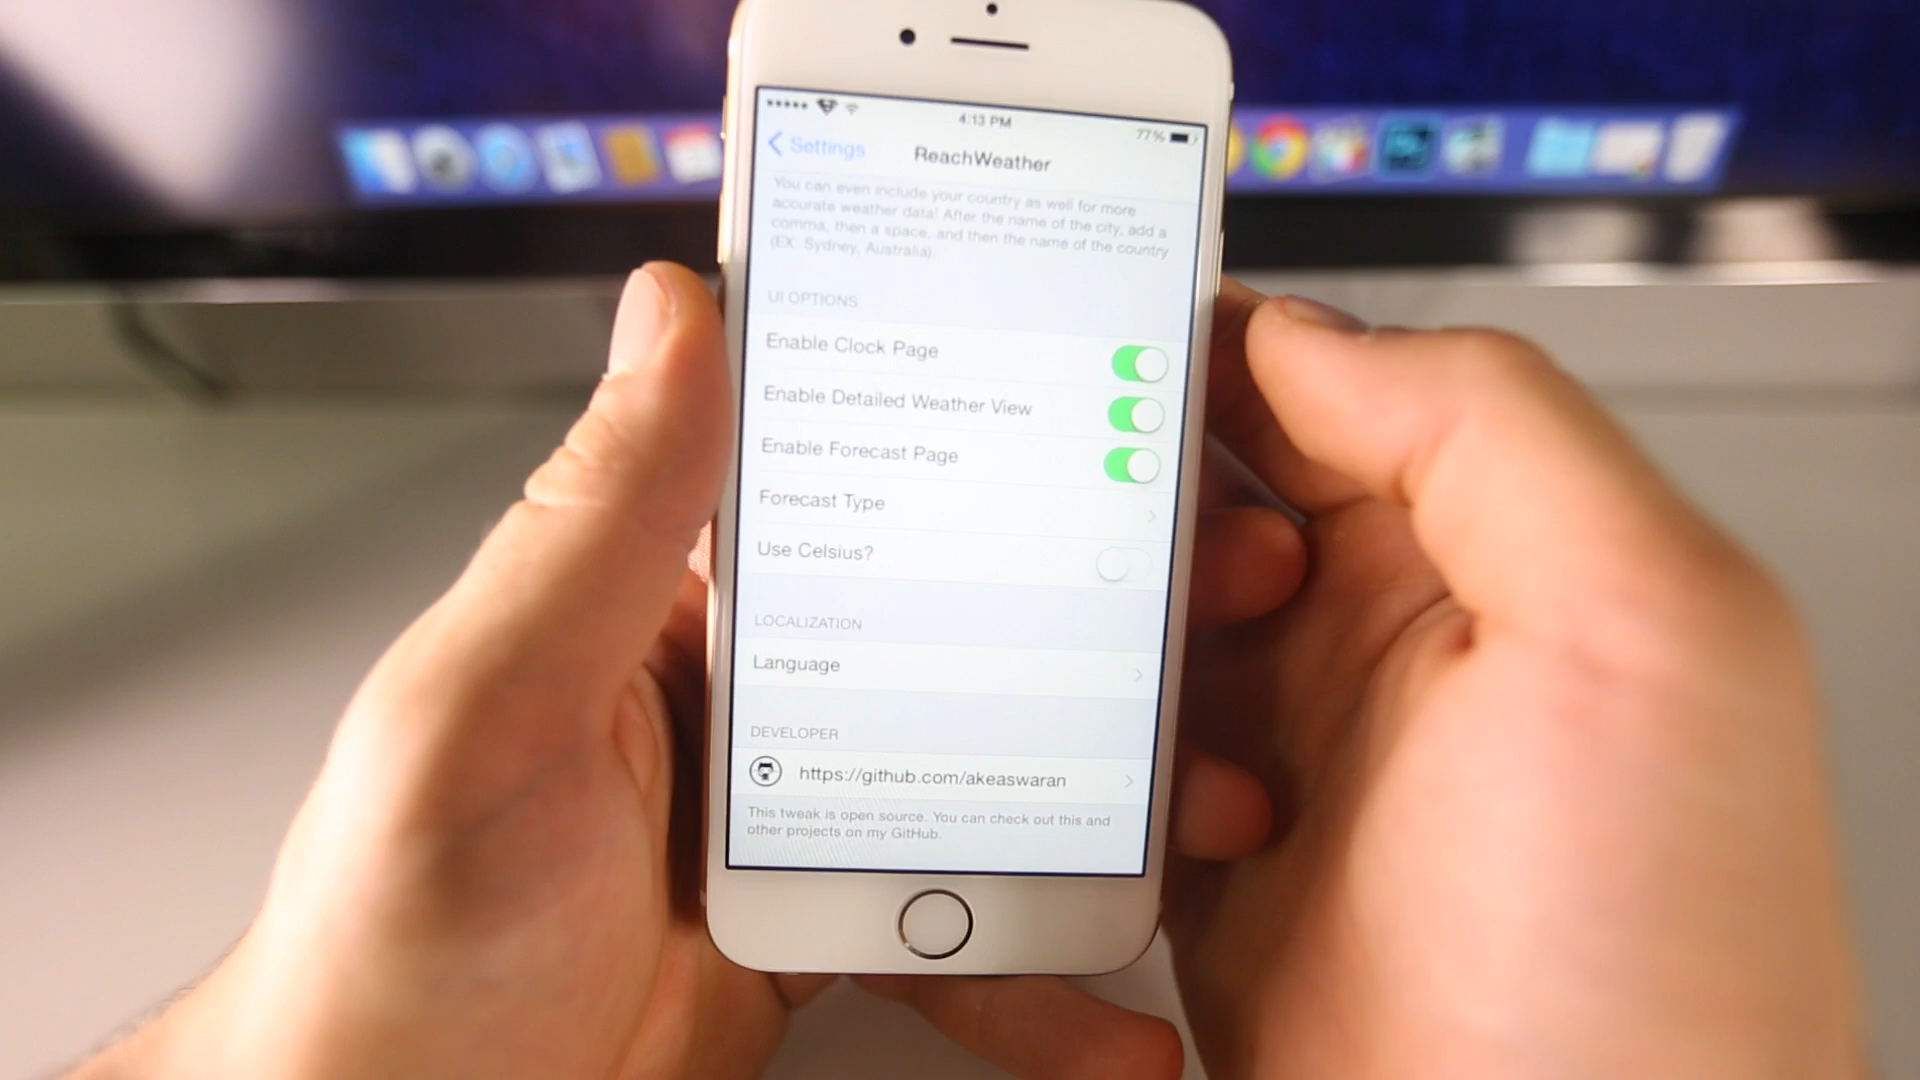 4:13 PM
77%
Settings
ReachWeather
You can even include your country as well for more
accurate weather data! After the name of the city, add a
comma, then a space, and then the name of the country
(EX: Sydney, Australia).
UI OPTIONS
Enable Clock Page
Enable Detailed Weather View
Enable Forecast Page
Forecast Type
Use Celsius?
LOCALIZATION
Language
DEVELOPER
https://github.com/akeaswaran
This tweak is open source. You can check out this and
other projects on my GitHub.